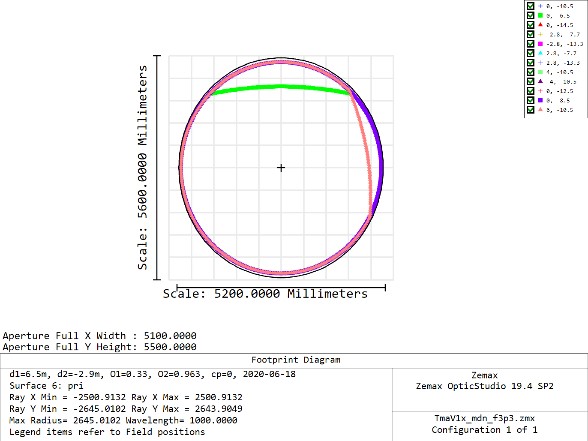 0, -10.5
0, 6.5
0, -14.5
2.8, 7.7
-2.8, -13.3
2.8, -7.7
2.8, -13.3
4, -10.5
4, 10.5
0, -12.5
0, 8.5
0, -10.5
Scale: 5600.0000 Millimeters
Scale: 5200.0000 Millimeters
Aperture Full X Width : 5100.0000
Aperture Full Y Height: 5500.0000
Footprint Diagram
d1=6.5m, d2=-2.9m, O1=0.33, O2=0.963, cp=0, 2020-06-18
Surface 6: pri
Ray X Min = -2500.9132 Ray X Max = 2500.9132
Ray Y Min = -2645.0102 Ray Y Max = 2643.9049
Max Radius= 2645.0102 Wavelength= 1000.0000
Legend items refer to Field positions
Zemax
Zemax OpticStudio 19.4 SP2
TmaV1x_mdn_f3p3.zmx
Configuration 1 of 1